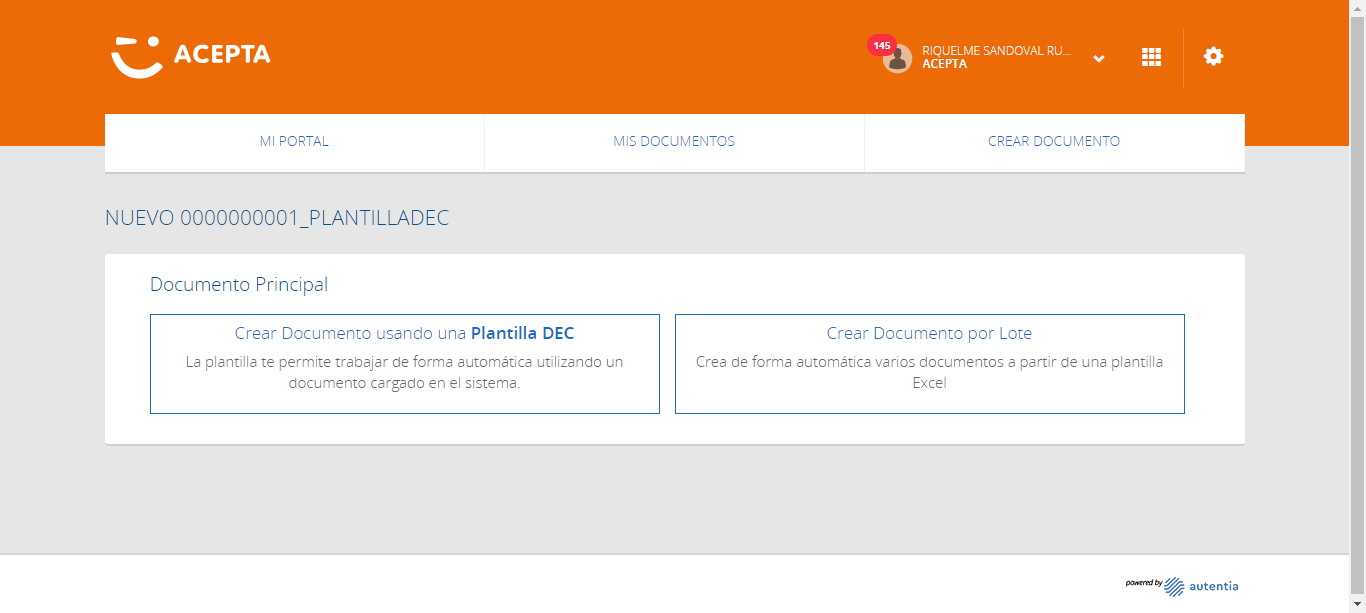 ACEPTA
145
RIQUELME SANDOVAL RU...
ACEPTA
MI PORTAL
MIS DOCUMENTOS
CREAR DOCUMENTO
NUEVO 0000000001_PLANTILLADEC
Documento Principal
Crear Documento usando una Plantilla DEC
La plantilla te permite trabajar de forma automática utilizando un
documento cargado en el sistema.
Crear Documento por Lote
Crea de forma automática varios documentos a partir de una plantilla
Excel
powered by
autentia